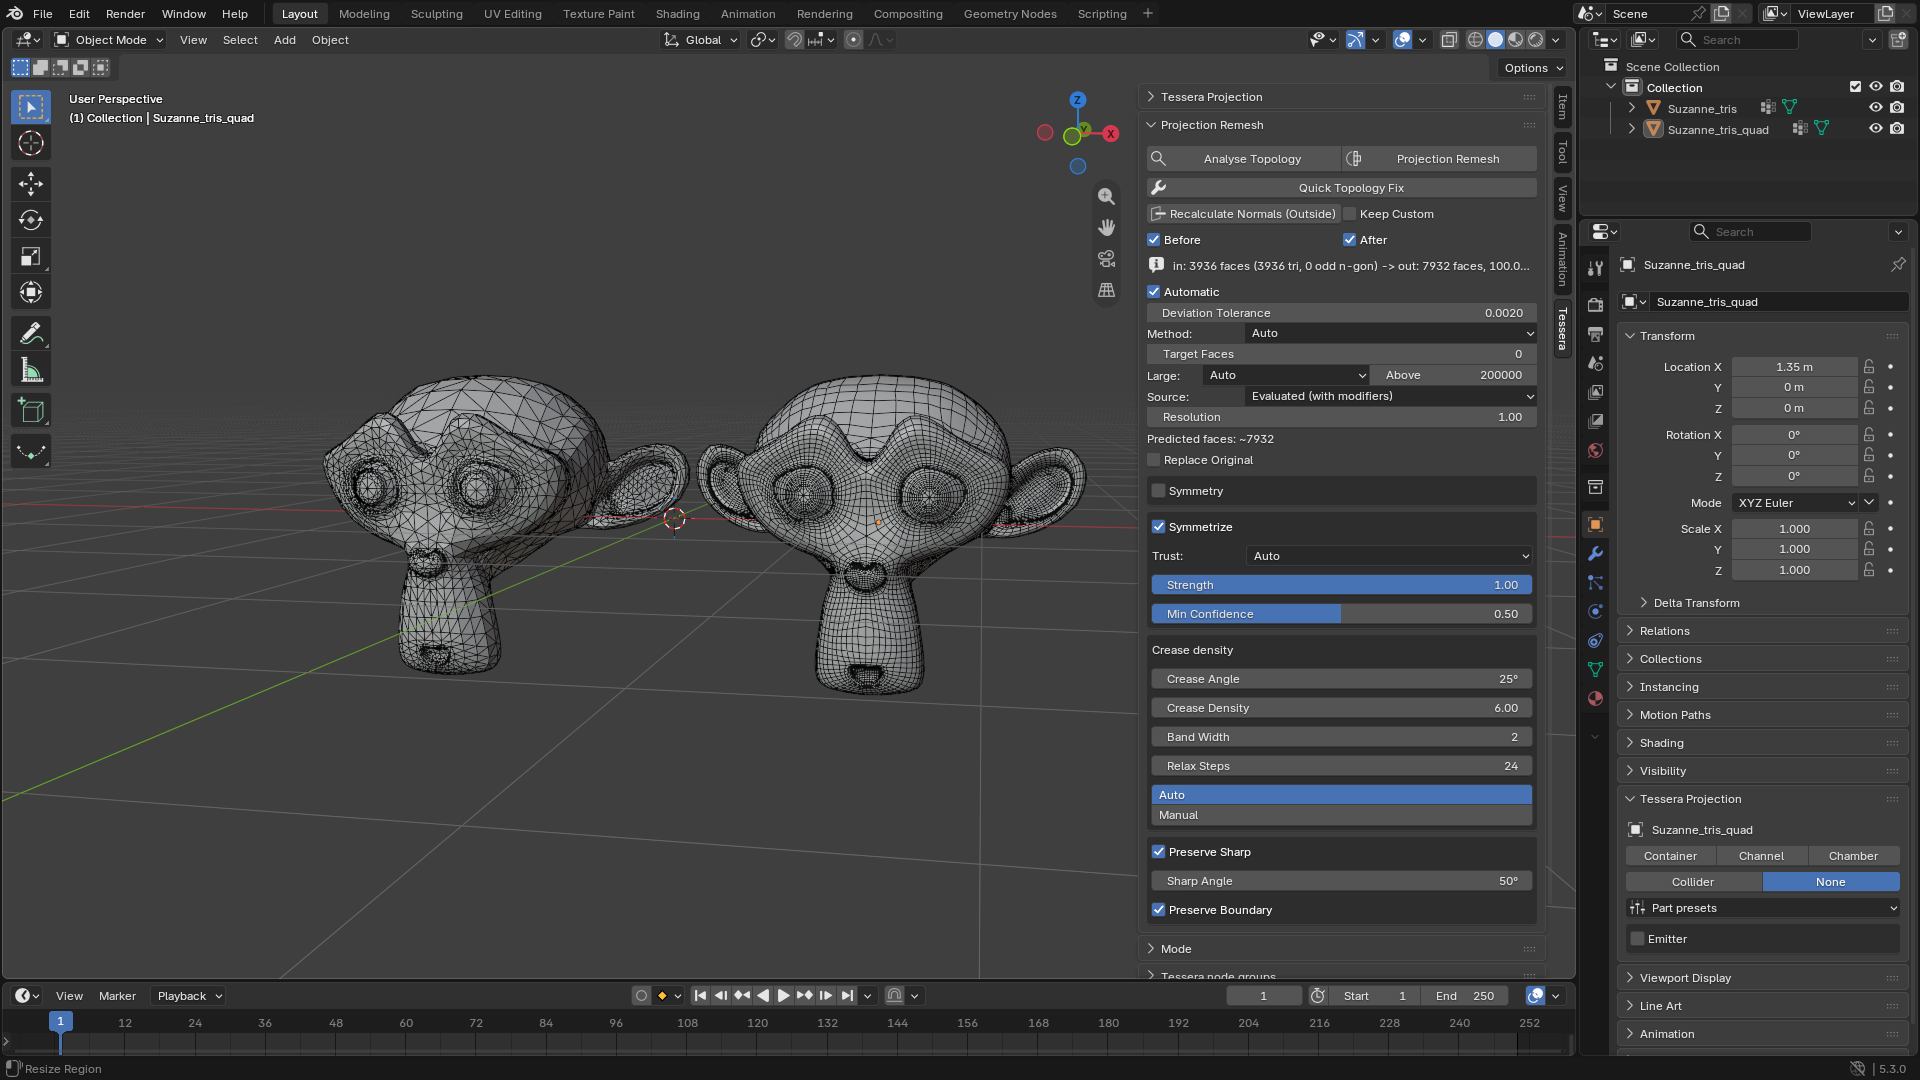 File Edit Render Window Help Layout Modeling Sculpting UV Editing Texture Paint Shading Animation Rendering Compositing Geometry Nodes Scripting + Scene ViewLayer
Object Mode View Select Add Object Global Search
Options
User Perspective
(1) Collection | Suzanne_tris_quad
Z
Y
X
Scene Collection
Collection
Suzanne_tris
Suzanne_tris_quad
Tessera Projection
Projection Remesh
Analyse Topology Projection Remesh
Quick Topology Fix
Recalculate Normals (Outside) Keep Custom
Before After
in: 3936 faces (3936 tri, 0 odd n-gon) -> out: 7932 faces, 100.0...
Automatic
Deviation Tolerance 0.0020
Method: Auto
Target Faces 0
Large: Auto Above 200000
Source: Evaluated (with modifiers)
Resolution 1.00
Predicted faces: ~7932
Replace Original
Symmetry
Symmetrize
Trust: Auto
Strength 1.00
Min Confidence 0.50
Crease density
Crease Angle 25°
Crease Density 6.00
Band Width 2
Relax Steps 24
Auto
Manual
Preserve Sharp
Sharp Angle 50°
Preserve Boundary
Mode
Tessera node groups
Item
Tool
View
Animation
Tessera
Search
Suzanne_tris_quad
Suzanne_tris_quad
Transform
Location X 1.35 m
Y 0 m
Z 0 m
Rotation X 0°
Y 0°
Z 0°
Mode XYZ Euler
Scale X 1.000
Y 1.000
Z 1.000
Delta Transform
Relations
Collections
Instancing
Motion Paths
Shading
Visibility
Tessera Projection
Suzanne_tris_quad
Container Channel Chamber
Collider None
Part presets
Emitter
Viewport Display
Line Art
Animation
View Marker Playback 1 Start 1 End 250
1 12 24 36 48 60 72 84 96 108 120 132 144 156 168 180 192 204 216 228 240 252
Resize Region 5.3.0